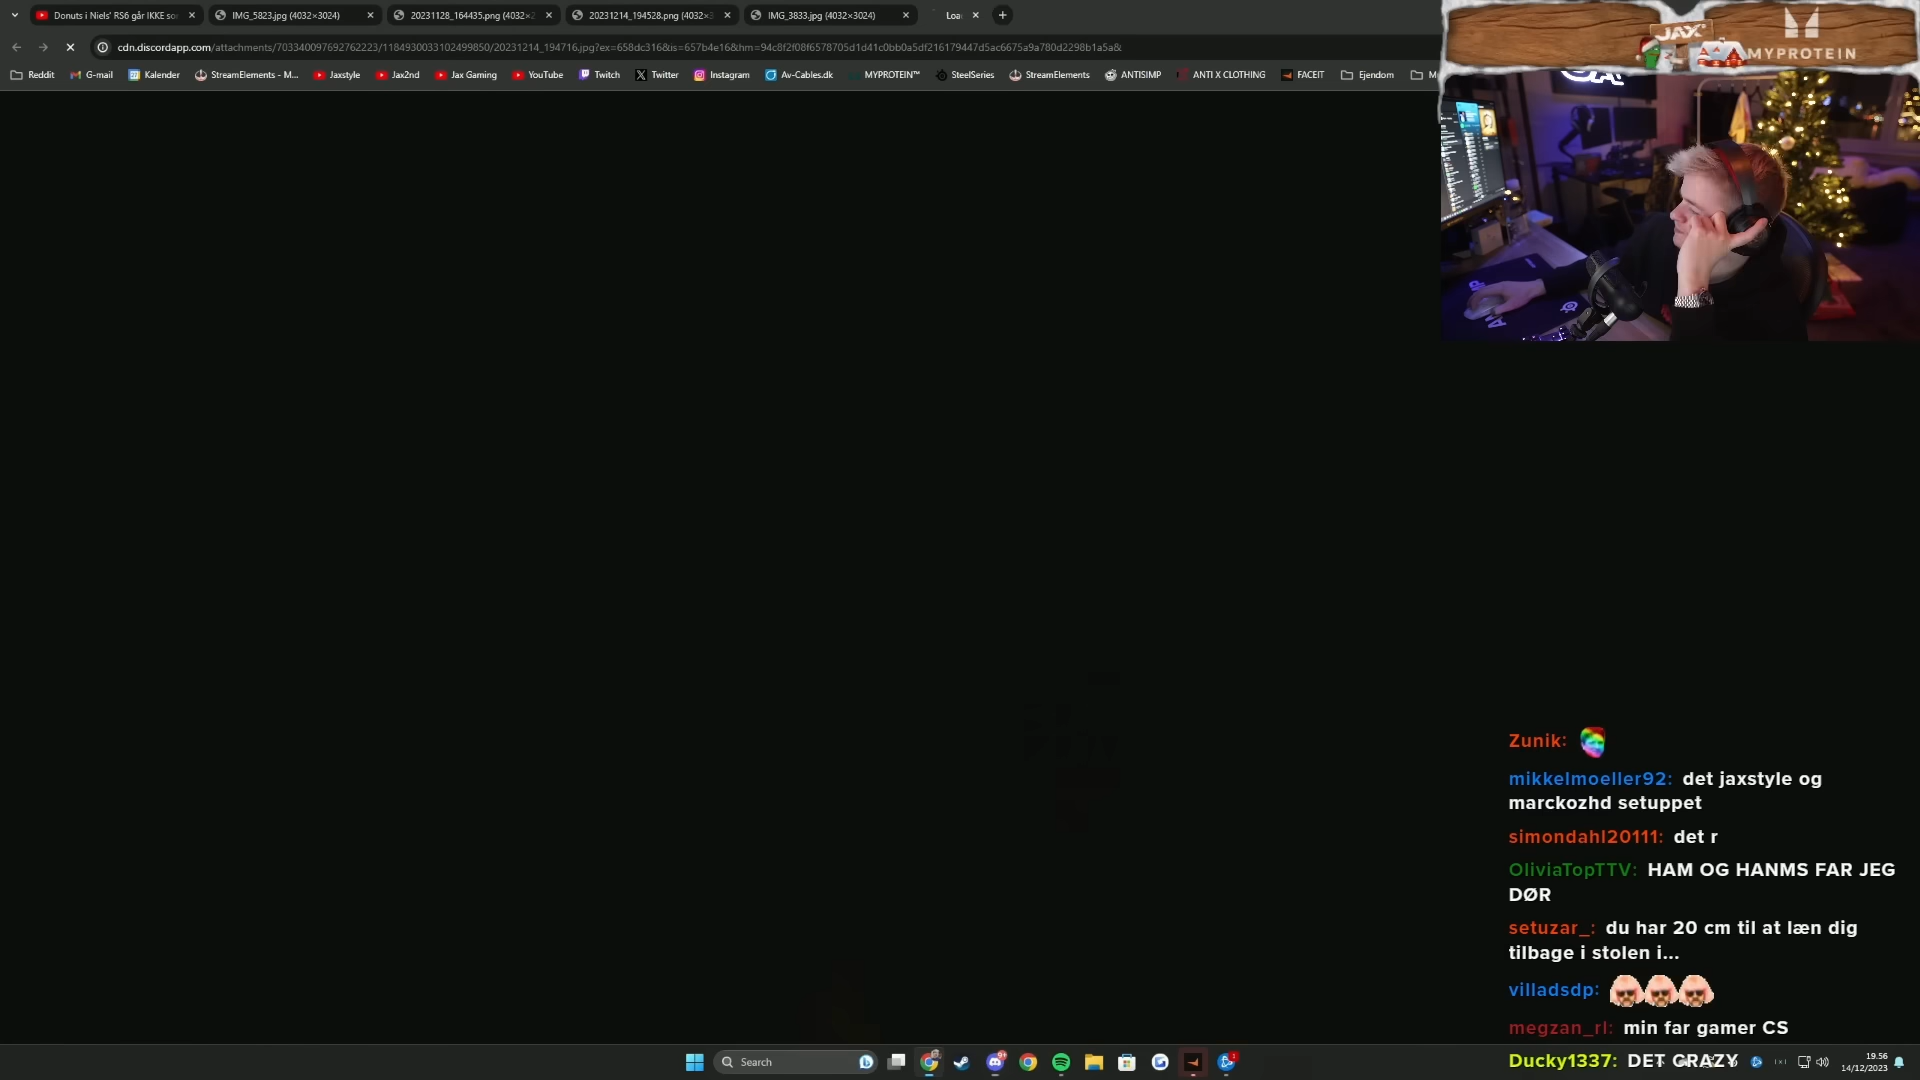 Donuts i Niels' RS6 går IKKE so
IMG_5823.jpg (4032×3024)
20231128_164435.png (4032×2
20231214_194528.png (4032×3
IMG_3833.jpg (4032×3024)
Loa
cdn.discordapp.com/attachments/703340097692762223/1184930033102499850/20231214_194716.jpg?ex=658dc316&is=657b4e16&hm=94c8f2f08f6578705d1d41c0bb0a5df216179447d5ac6675a9a780d2298b1a5a&
Reddit G-mail Kalender StreamElements - M... Jaxstyle Jax2nd Jax Gaming YouTube Twitch Twitter Instagram Av-Cables.dk MYPROTEIN™ SteelSeries StreamElements ANTISIMP ANTI X CLOTHING FACEIT Ejendom
JAX
MYPROTEIN
Zunik:
mikkelmoeller92: det jaxstyle og
marckozhd setuppet
simondahl20111: det r
OliviaTopTTV: HAM OG HANMS FAR JEG
DØR
setuzar_: du har 20 cm til at læn dig
tilbage i stolen i...
villadsdp:
megzan_rl: min far gamer CS
Ducky1337: DET CRAZY
Search
19.56
14/12/2023